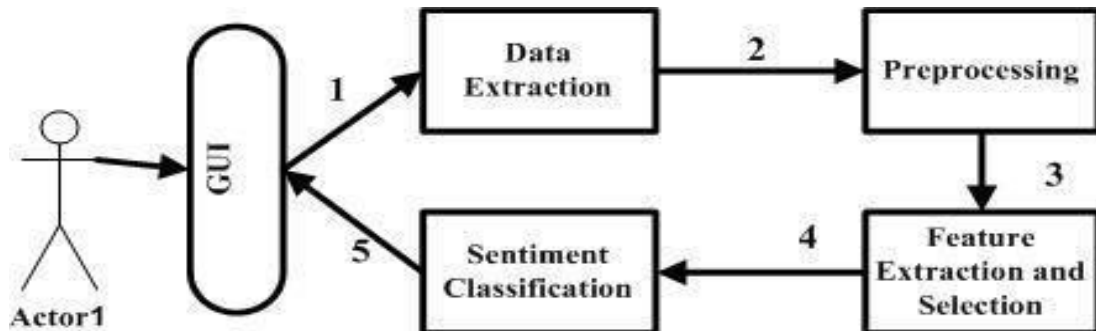 Data
Extraction
1
2
Preprocessing
GUI
3
Feature
Extraction and
Selection
4
Sentiment
Classification
5
Actor1